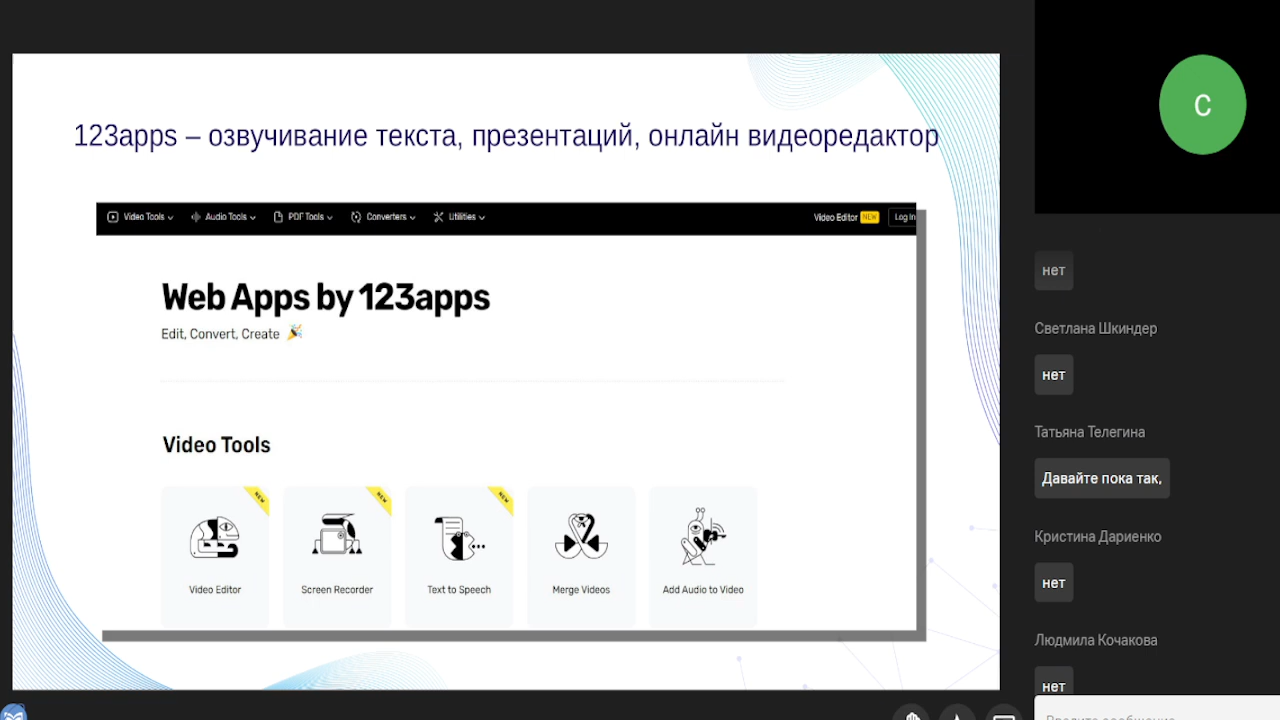 123apps – озвучивание текста, презентаций, онлайн видеоредактор
Video Tools
Audio Tools
PDF Tools
Converters
Utilities
Video Editor NEW
Log In
Web Apps by 123apps
Edit, Convert, Create
Video Tools
NEW
NEW
NEW
Video Editor
Screen Recorder
Text to Speech
Merge Videos
Add Audio to Video
С
нет
Светлана Шкиндер
нет
Татьяна Телегина
Давайте пока так,
Кристина Дариенко
нет
Людмила Кочакова
нет
Введите сообщение